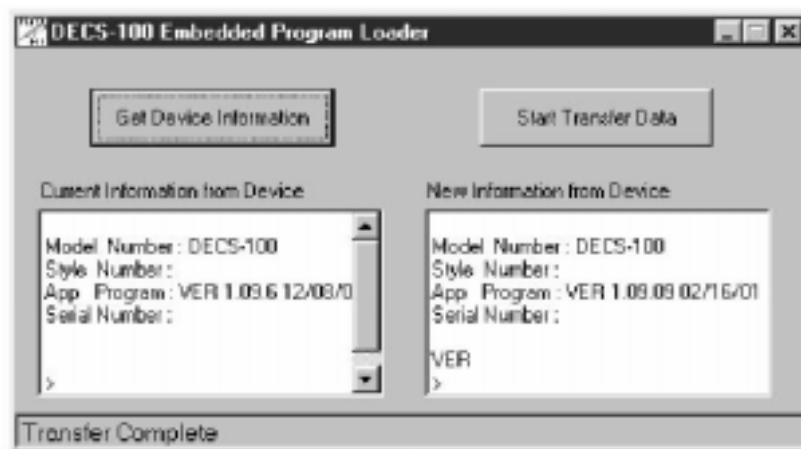 DECS-100 Embedded Program Loader
Get Device Information
Start Transfer Data
Current Information from Device
New Information from Device
Model Number : DECS-100
Style Number :
App Program : VER 1.09.6 12/08/0
Serial Number :
>
Model Number : DECS-100
Style Number :
App Program : VER 1.09.09 02/16/01
Serial Number :
VER
>
Transfer Complete